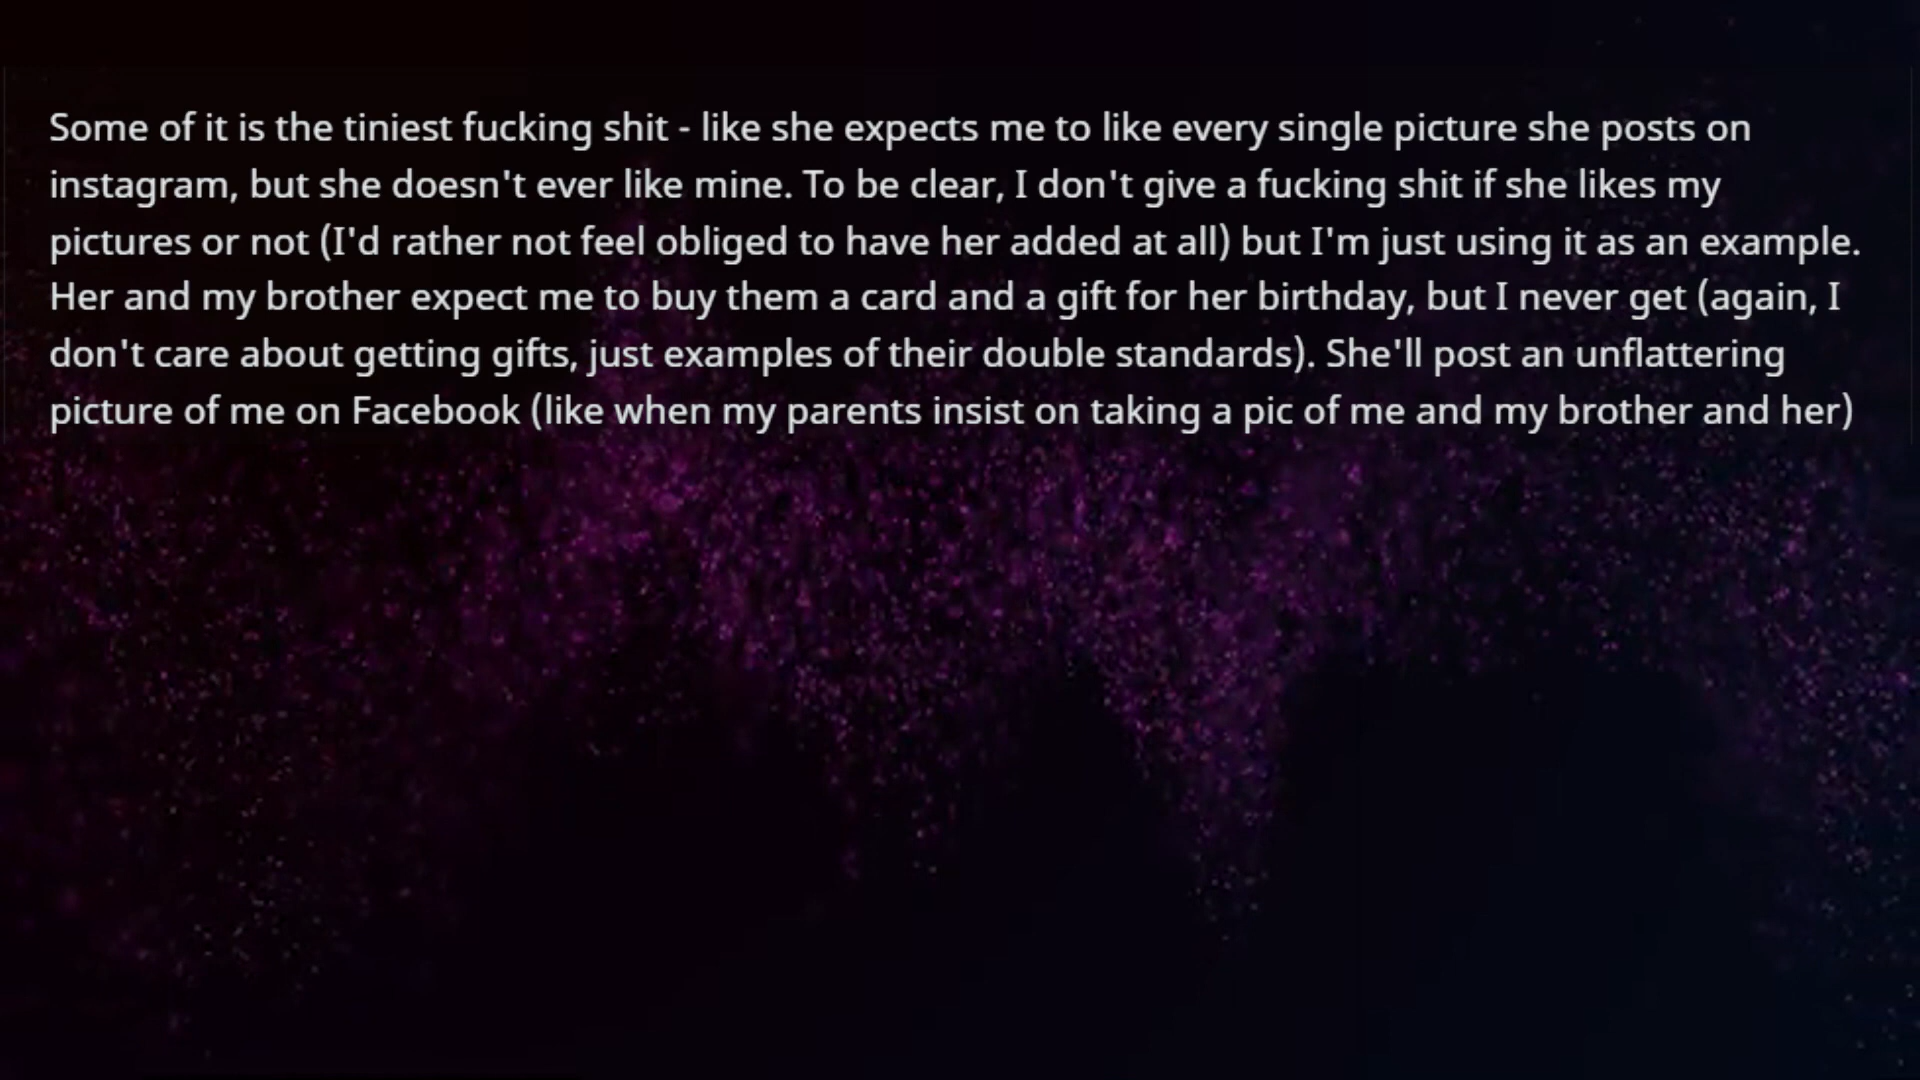 Some of it is the tiniest fucking shit - like she expects me to like every single picture she posts on
instagram, but she doesn't ever like mine. To be clear, I don't give a fucking shit if she likes my
pictures or not (I'd rather not feel obliged to have her added at all) but I'm just using it as an example.
Her and my brother expect me to buy them a card and a gift for her birthday, but I never get (again, I
don't care about getting gifts, just examples of their double standards). She'll post an unflattering
picture of me on Facebook (like when my parents insist on taking a pic of me and my brother and her)